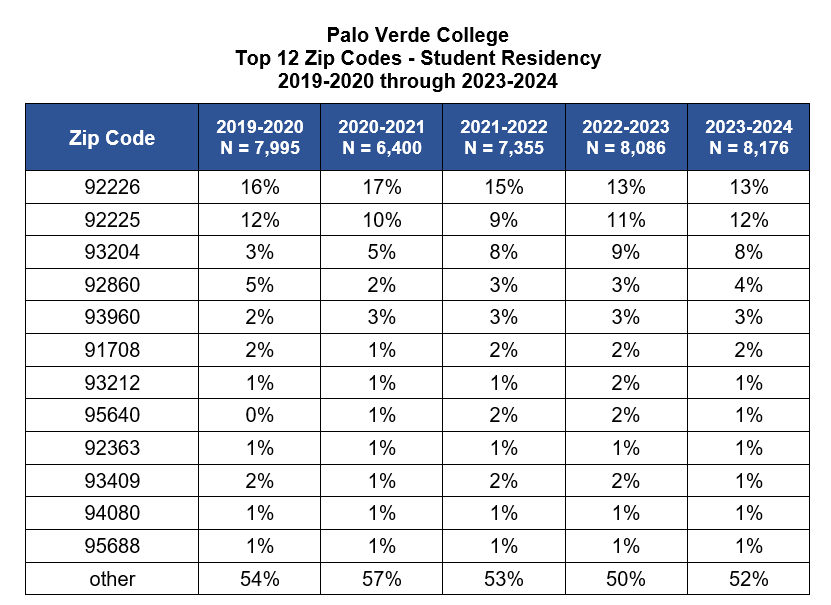 Palo Verde College
Top 12 Zip Codes - Student Residency
2019-2020 through 2023-2024
Zip Code 2019-2020 2020-2021 2021-2022 2022-2023 2023-2024
N = 7,995 N = 6,400 N = 7,355 N = 8,086 N = 8,176
92226 16% 17% 15% 13% 13%
92225 12% 10% 9% 11% 12%
93204 3% 5% 8% 9% 8%
92860 5% 2% 3% 3% 4%
93960 2% 3% 3% 3% 3%
91708 2% 1% 2% 2% 2%
93212 1% 1% 1% 2% 1%
95640 0% 1% 2% 2% 1%
92363 1% 1% 1% 1% 1%
93409 2% 1% 2% 2% 1%
94080 1% 1% 1% 1% 1%
95688 1% 1% 1% 1% 1%
other 54% 57% 53% 50% 52%